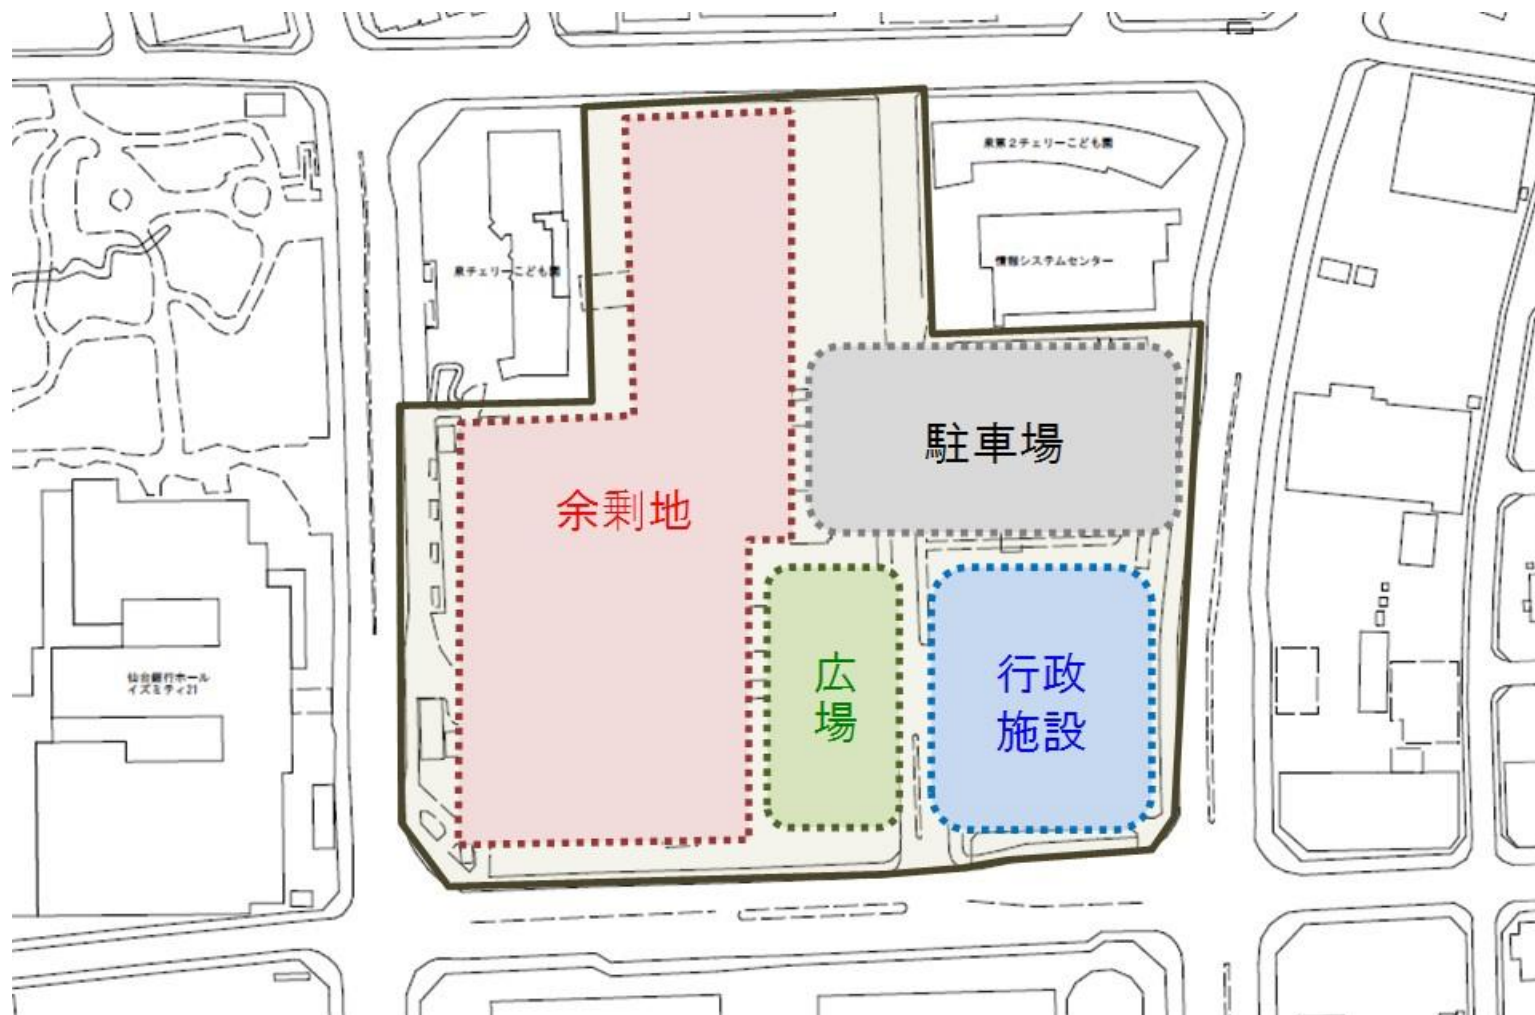 泉第2チェリーこども園
情報システムセンター
泉チェリーこども園
駐車場
余剰地
広
場
行政
施設
仙台銀行ホール
イズミティ21